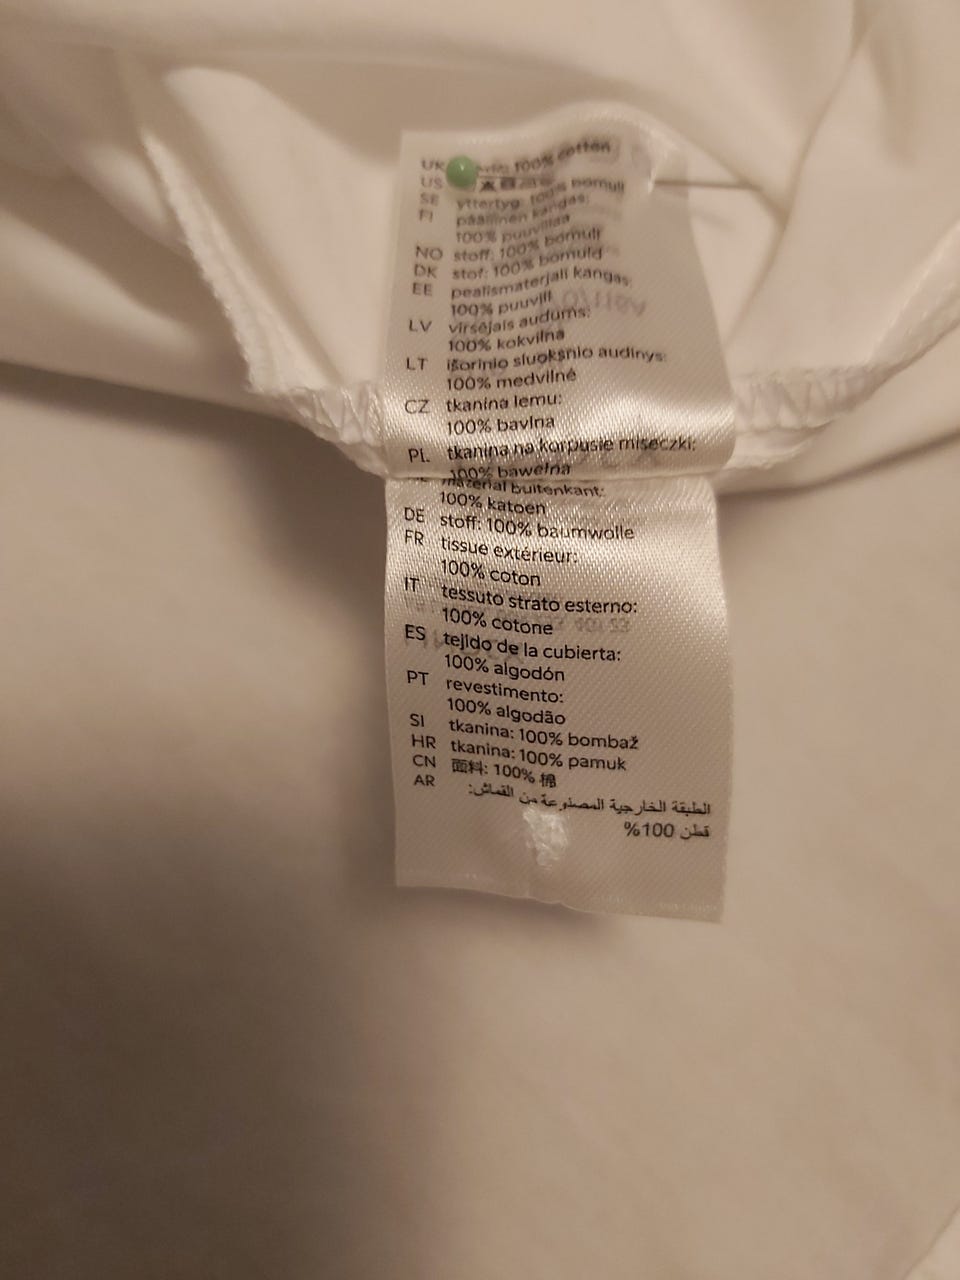 UK 100% cotton
US
SE yttertyg: 100% bomull
FI päällinen kangas:
100% puuvillaa
NO stoff: 100% bomull
DK stof: 100% bomuld
EE pealismaterjali kangas:
100% puuvill
LV virsējais audums:
100% kokvilna
LT išorinio sluoksnio audinys:
100% medvilnė
CZ tkanina lemu:
100% bavlna
PL tkanina na korpusie miseczki:
100% bawełna
material buitenkant:
100% katoen
DE stoff: 100% baumwolle
FR tissue extérieur:
100% coton
IT tessuto strato esterno:
100% cotone
ES tejido de la cubierta:
100% algodón
PT revestimento:
100% algodão
SI tkanina: 100% bombaž
HR tkanina: 100% pamuk
CN 面料: 100% 棉
AR الطبقة الخارجية المصنوعة من القماش:
قطن 100%